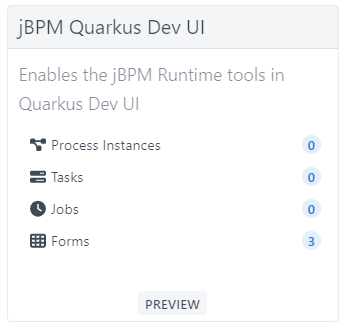 jBPM Quarkus Dev UI
Enables the jBPM Runtime tools in
Quarkus Dev UI
Process Instances 0
Tasks 0
Jobs 0
Forms 3
PREVIEW